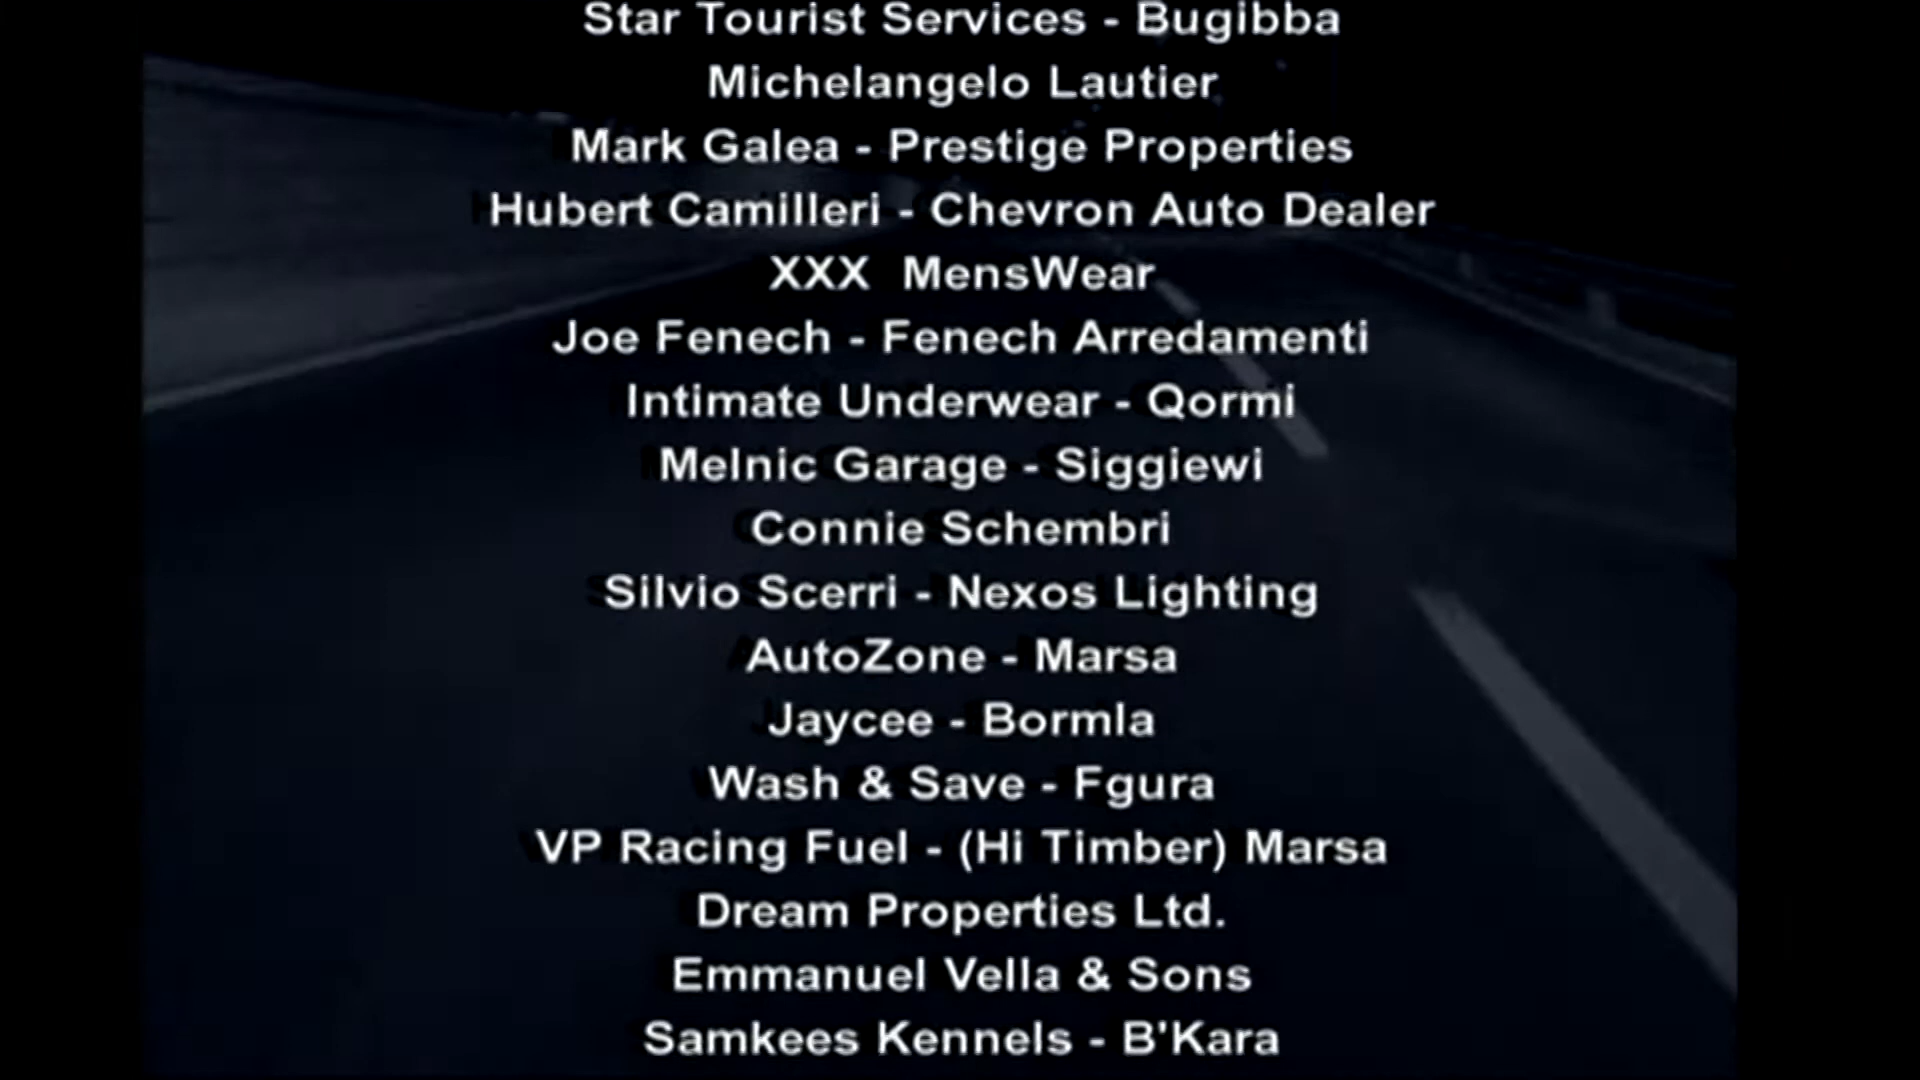 Star Tourist Services - Bugibba
Michelangelo Lautier
Mark Galea - Prestige Properties
Hubert Camilleri - Chevron Auto Dealer
XXX  MensWear
Joe Fenech - Fenech Arredamenti
Intimate Underwear - Qormi
Melnic Garage - Siggiewi
Connie Schembri
Silvio Scerri - Nexos Lighting
AutoZone - Marsa
Jaycee - Bormla
Wash & Save - Fgura
VP Racing Fuel - (Hi Timber) Marsa
Dream Properties Ltd.
Emmanuel Vella & Sons
Samkees Kennels - B'Kara